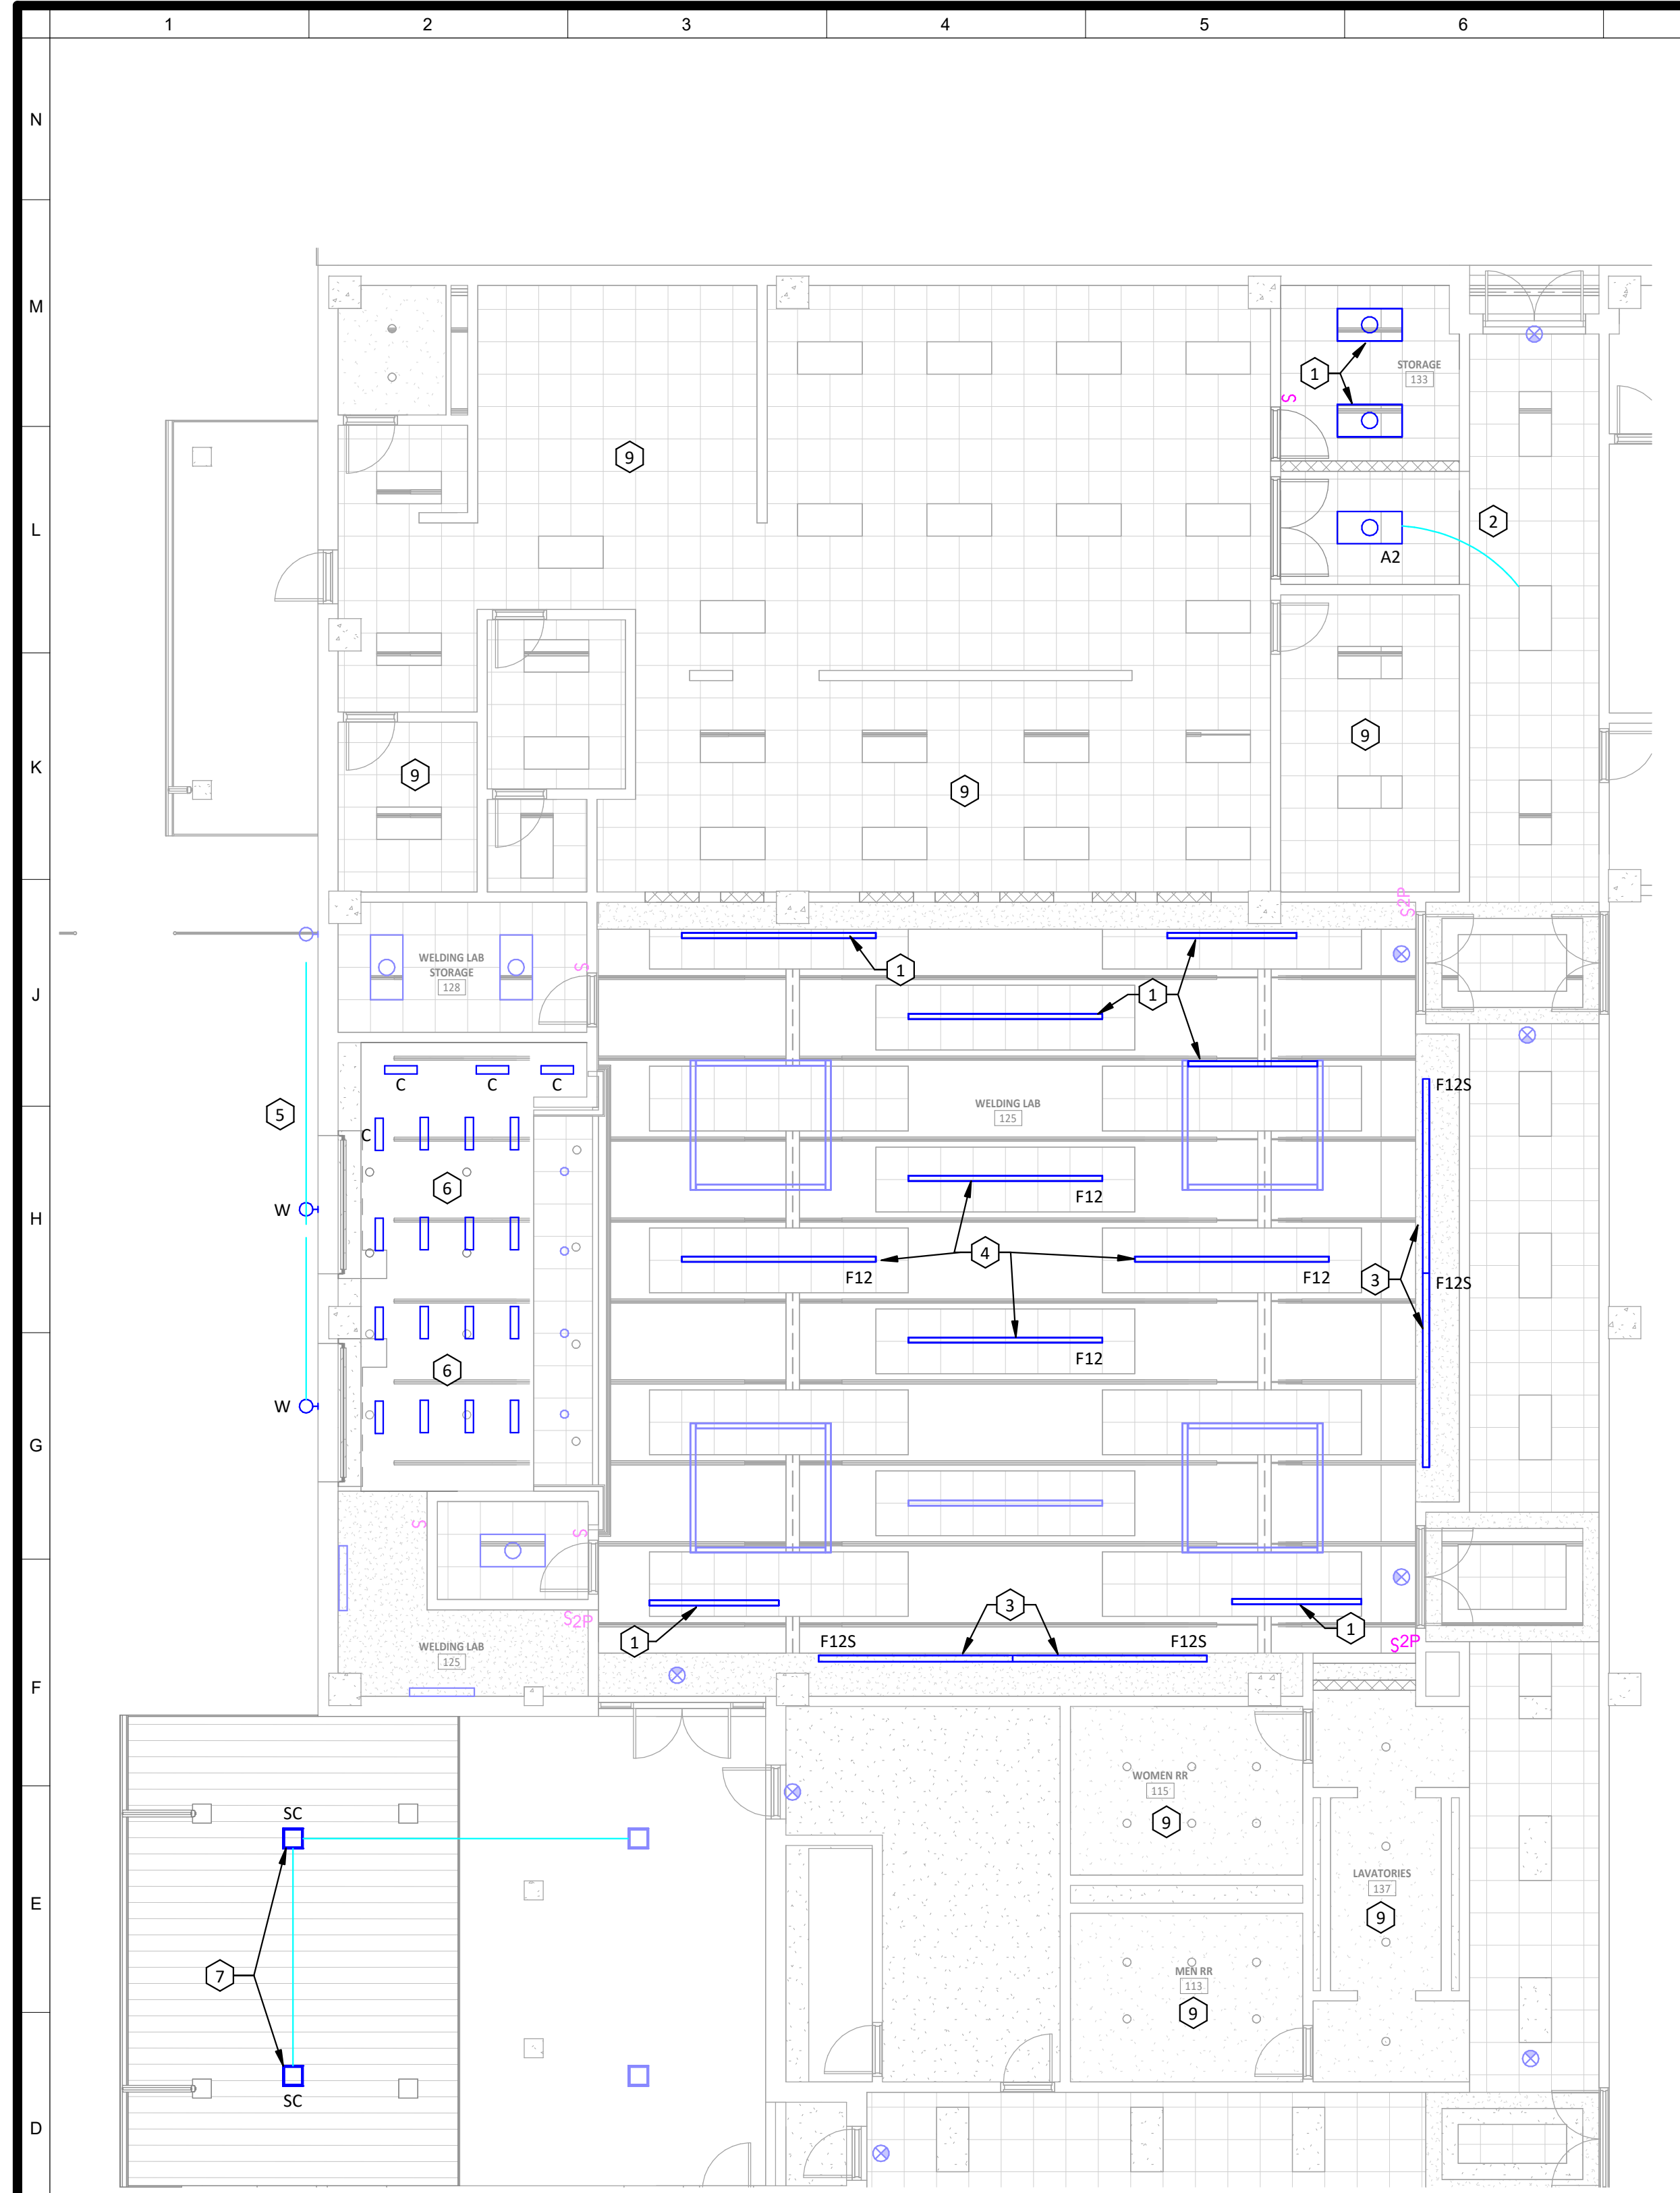 1 2 3 4 5 6
N
M
STORAGE
1 133
S
9
L
2
A2
K
9
9
9
S2P
J
WELDING LAB
STORAGE
128
S
1
1
C C C
F12S
WELDING LAB
125
5
C
H
6
W
F12
4
F12 F12
3
F12S
F12
6
W
G
S
S
S2P
1
3
1
F12S F12S
S2P
WELDING LAB
125
F
WOMEN RR
115
9
SC
E
LAVATORIES
137
9
7
MEN RR
113
9
SC
D